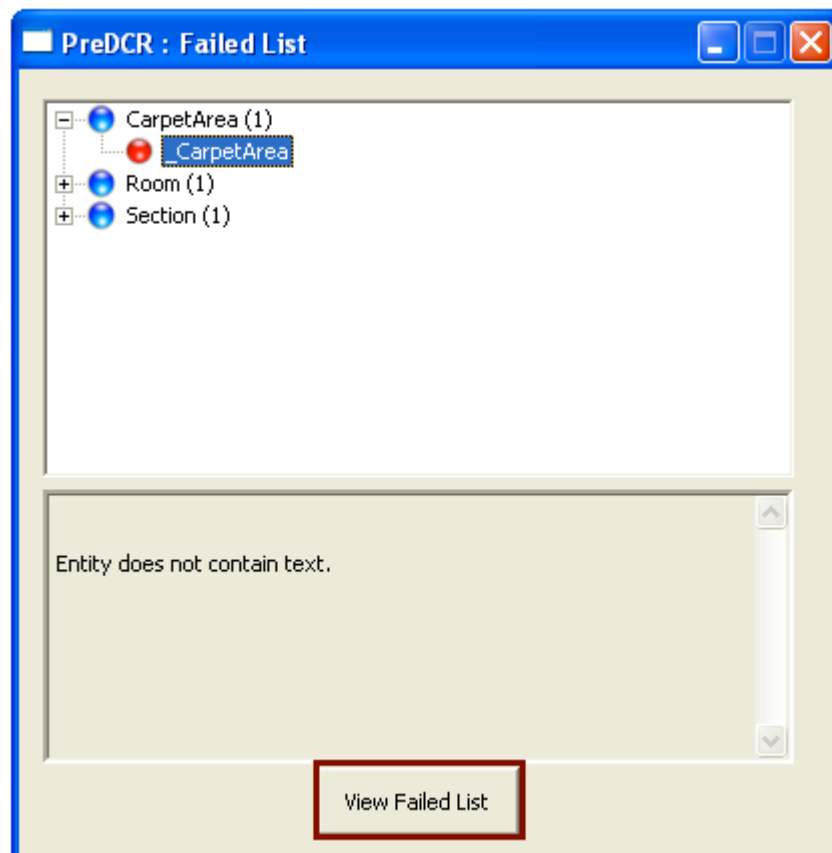 PreDCR : Failed List
CarpetArea (1)
_CarpetArea
Room (1)
Section (1)
Entity does not contain text.
View Failed List